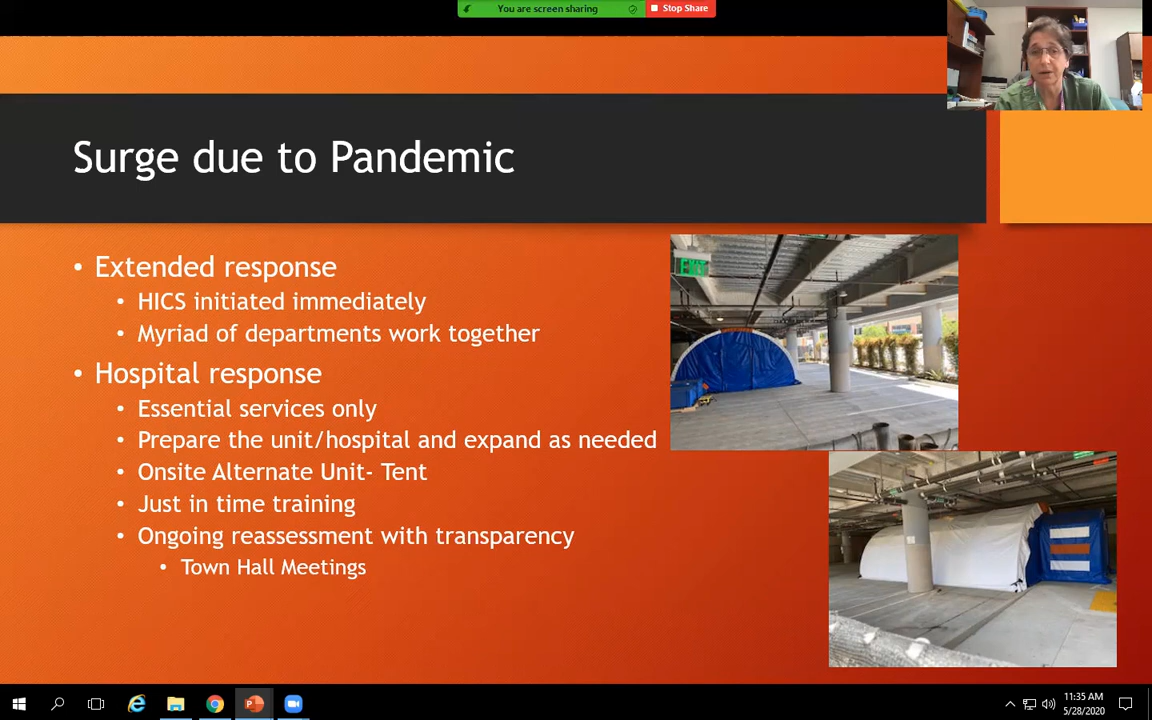 You are screen sharing
Stop Share
Surge due to Pandemic
• Extended response
• HICS initiated immediately
• Myriad of departments work together
• Hospital response
• Essential services only
• Prepare the unit/hospital and expand as needed
• Onsite Alternate Unit- Tent
• Just in time training
• Ongoing reassessment with transparency
• Town Hall Meetings
EXIT
11:35 AM
5/28/2020